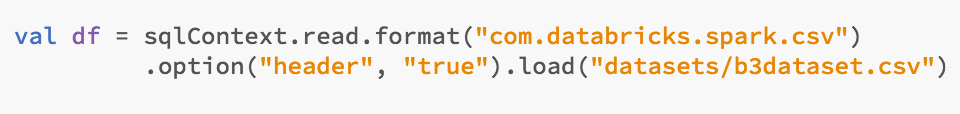 val df = sqlContext.read.format("com.databricks.spark.csv")
.option("header", "true").load("datasets/b3dataset.csv")